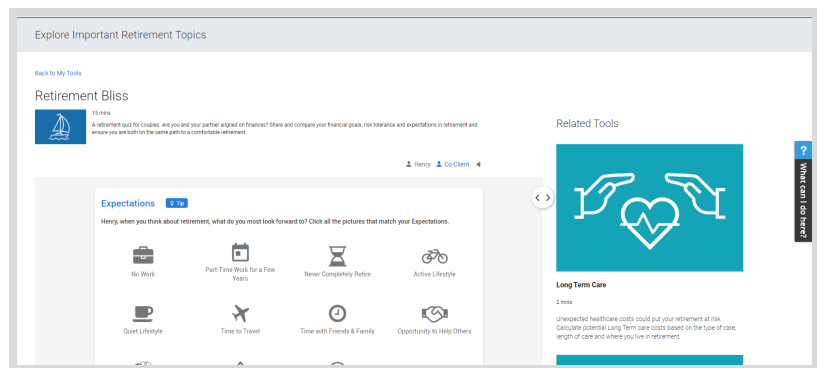 Explore Important Retirement Topics
Back to My Tools
Retirement Bliss
15 mins
A retirement quiz for couples. Are you and your partner aligned on finances? Share and compare your financial goals, risk tolerance and expectations in retirement and
ensure you are both on the same path to a comfortable retirement.
Henry Co-Client
Expectations Tip
Henry, when you think about retirement, what do you most look forward to? Click all the pictures that match your Expectations.
No Work
Part-Time Work for a Few
Years
Never Completely Retire
Active Lifestyle
Quiet Lifestyle
Time to Travel
Time with Friends & Family
Opportunity to Help Others
Related Tools
Long Term Care
2 mins
Unexpected healthcare costs could put your retirement at risk.
Calculate potential Long Term care costs based on the type of care,
length of care and where you live in retirement.
? What can I do here?